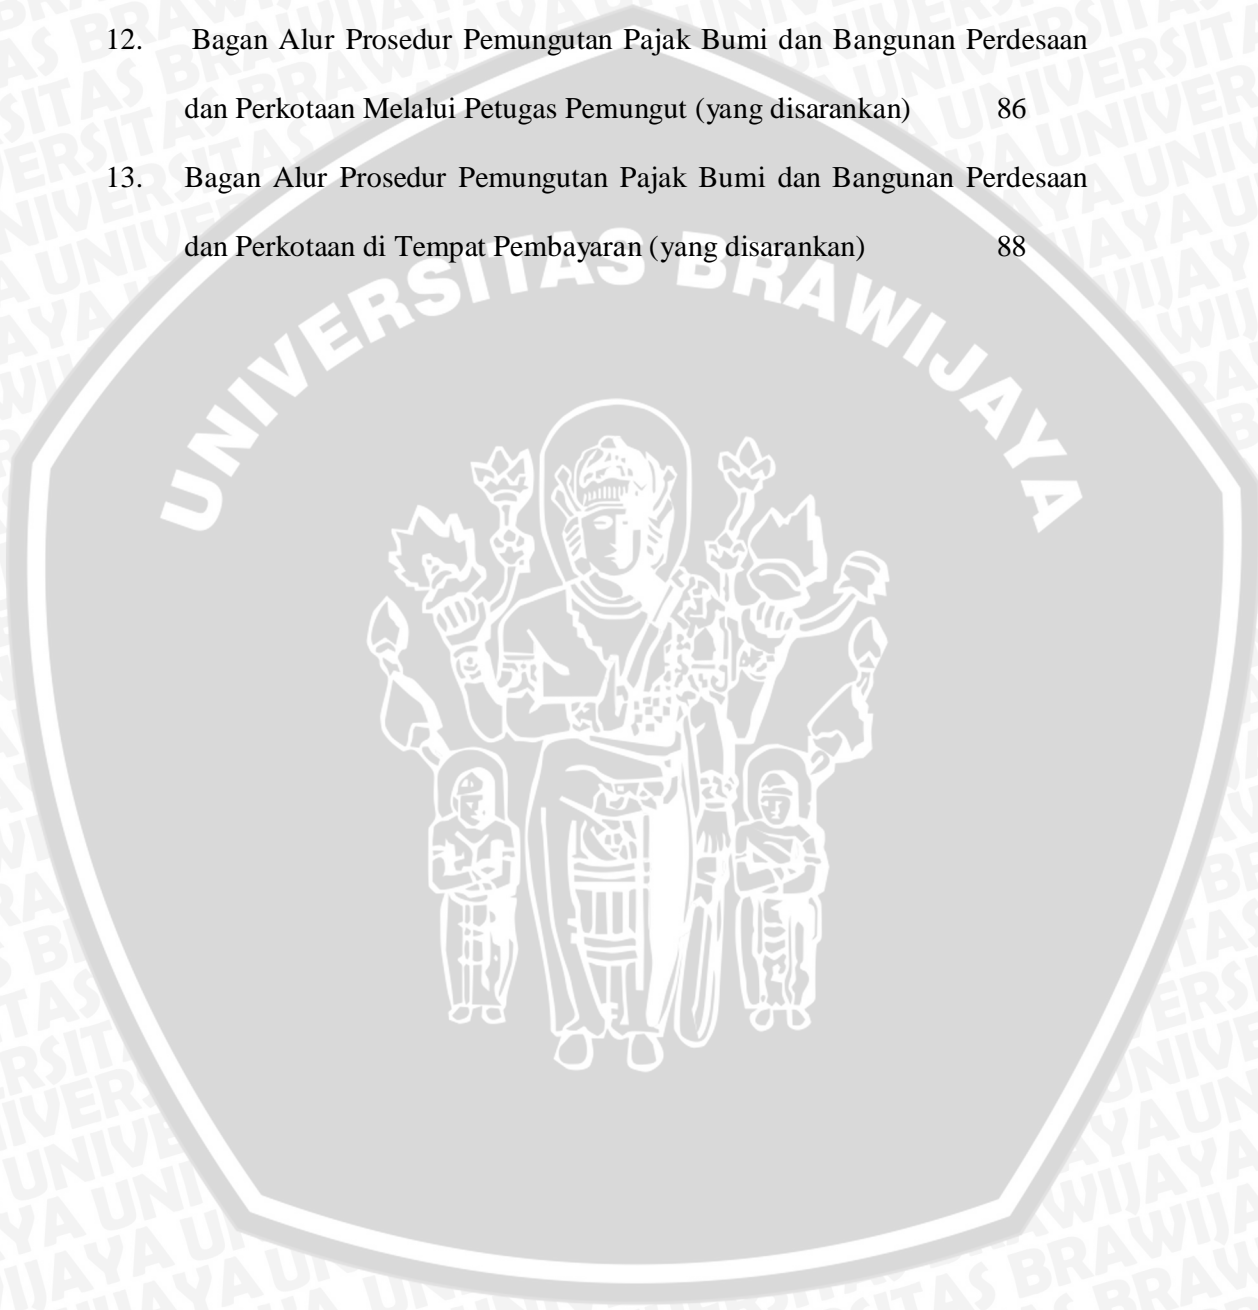 12. Bagan Alur Prosedur Pemungutan Pajak Bumi dan Bangunan Perdesaan
dan Perkotaan Melalui Petugas Pemungut (yang disarankan) 86
13. Bagan Alur Prosedur Pemungutan Pajak Bumi dan Bangunan Perdesaan
dan Perkotaan di Tempat Pembayaran (yang disarankan) 88
UNIVERSITAS BRAWIJAYA